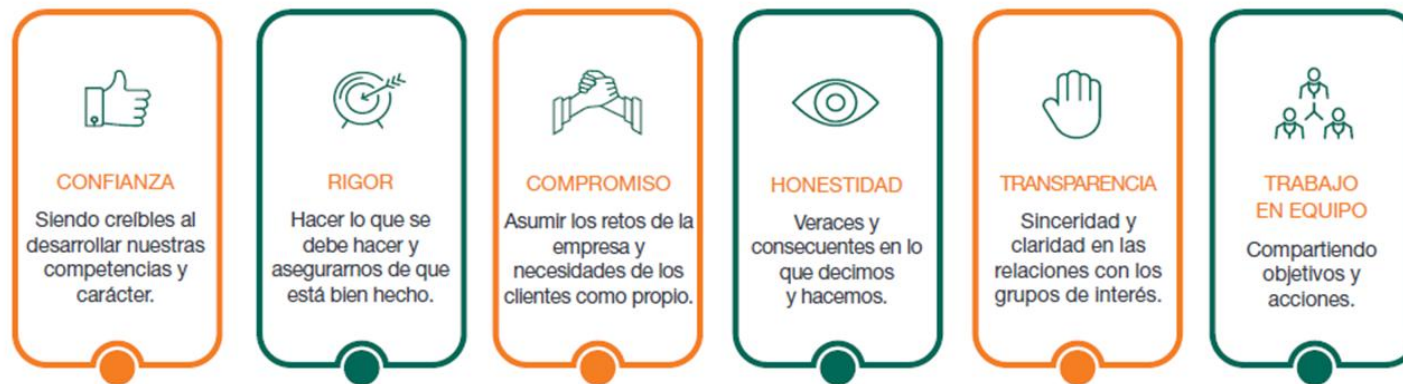 CONFIANZA
Siendo creíbles al
desarrollar nuestras
competencias y
carácter.
RIGOR
Hacer lo que se
debe hacer y
asegurarnos de que
está bien hecho.
COMPROMISO
Asumir los retos de la
empresa y
necesidades de los
clientes como propio.
HONESTIDAD
Veraces y
consecuentes en lo
que decimos
y hacemos.
TRANSPARENCIA
Sinceridad y
claridad en las
relaciones con los
grupos de interés.
TRABAJO
EN EQUIPO
Compartiendo
objetivos y
acciones.